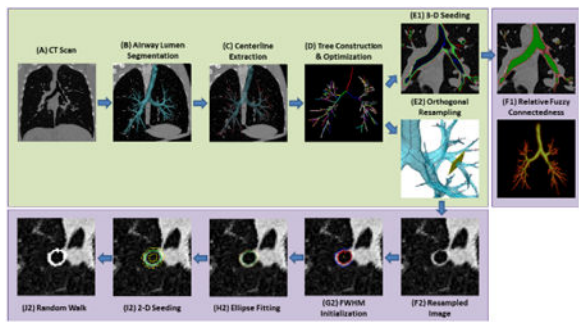 (E1) 3-D Seeding
(A) CT Scan
(B) Airway Lumen
Segmentation
(C) Centerline
Extraction
(D) Tree Construction
& Optimization
(E2) Orthogonal
Resampling
(F1) Relative Fuzzy
Connectedness
(J2) Random Walk
(I2) 2-D Seeding
(H2) Ellipse Fitting
(G2) FWHM
Initialization
(F2) Resampled
Image